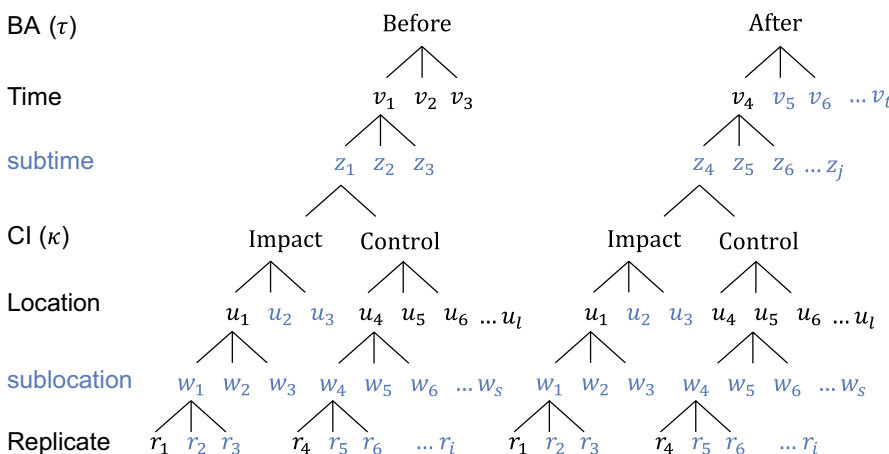 BA (τ) Before After
Time v₁ v₂ v₃ v₄ v₅ v₆ ... vₜ
subtime z₁ z₂ z₃ z₄ z₅ z₆ ... zⱼ
CI (κ) Impact Control Impact Control
Location u₁ u₂ u₃ u₄ u₅ u₆ ... uₗ u₁ u₂ u₃ u₄ u₅ u₆ ... uₗ
sublocation w₁ w₂ w₃ w₄ w₅ w₆ ... wₛ w₁ w₂ w₃ w₄ w₅ w₆ ... wₛ
Replicate r₁ r₂ r₃ r₄ r₅ r₆ ... rᵢ r₁ r₂ r₃ r₄ r₅ r₆ ... rᵢ